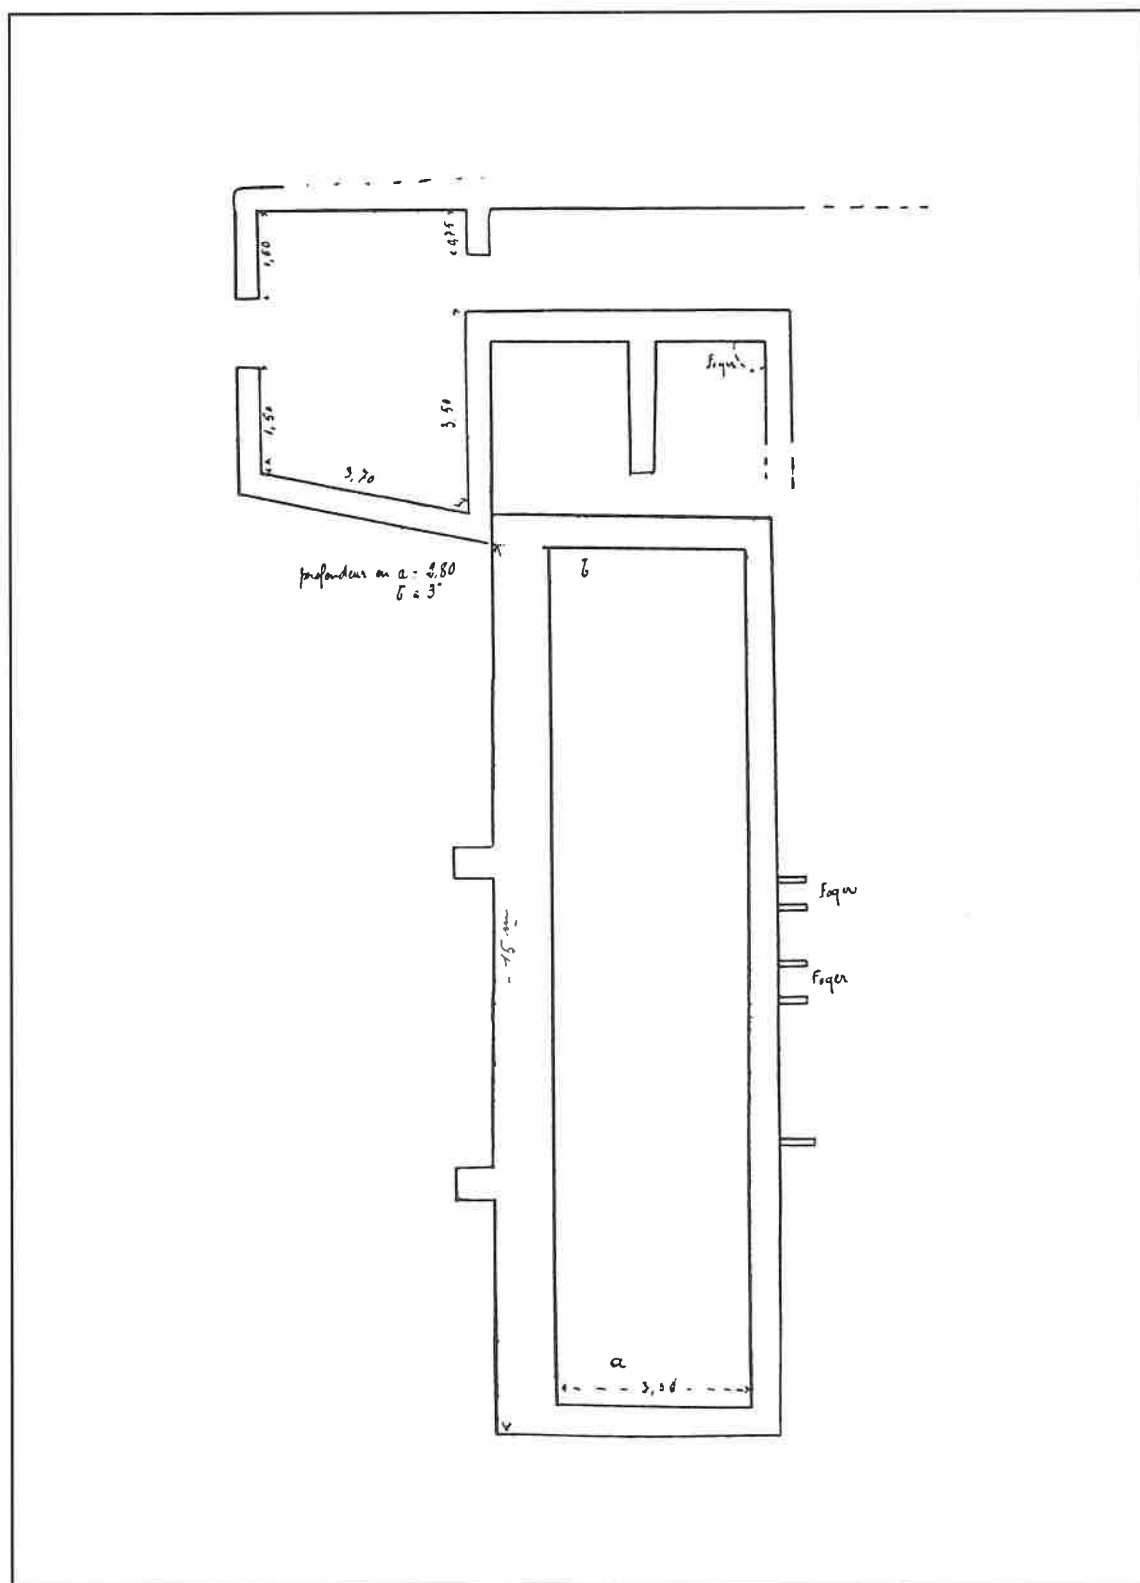 1,60
0,75
Foyer
1,50
3,50
3,70
profondeur en a = 2,80
b = 3m
b
Foyer
- 15 m -
Foyer
a
3,50